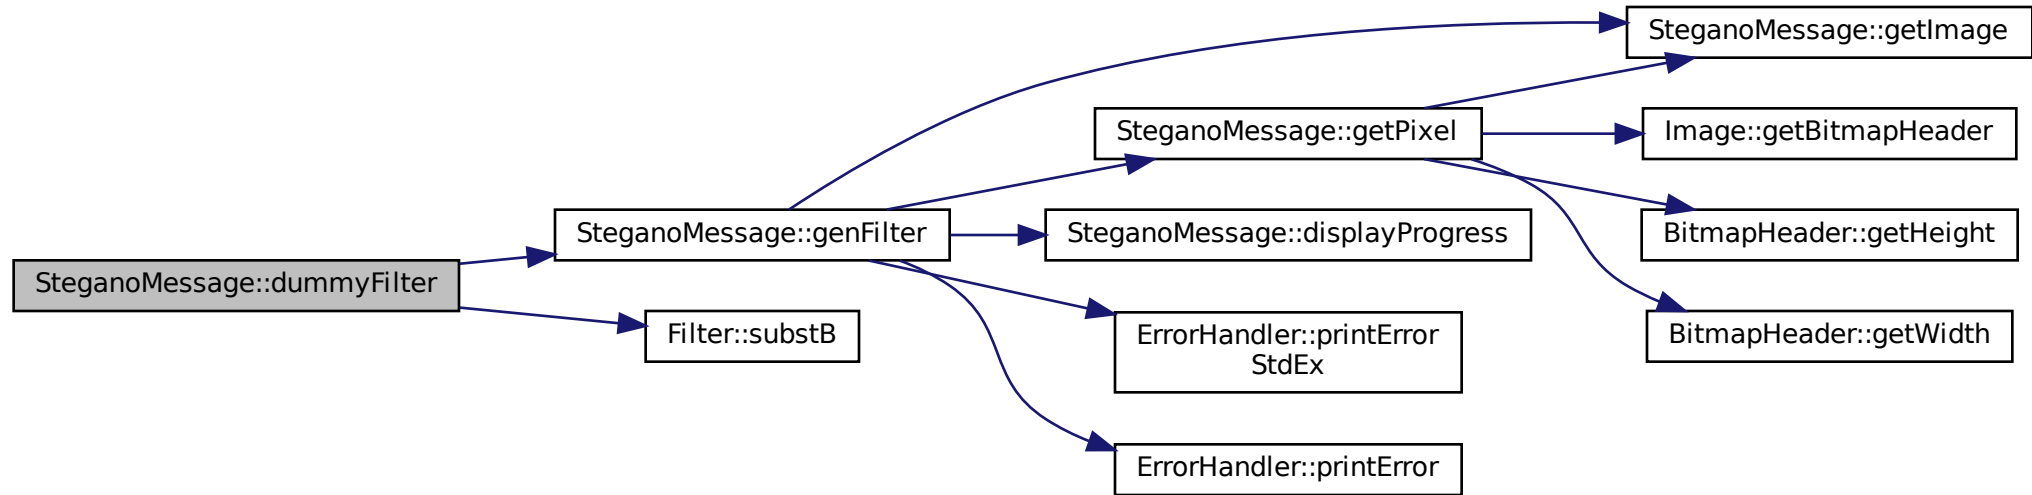 SteganoMessage::dummyFilter
SteganoMessage::genFilter
Filter::substB
SteganoMessage::getPixel
SteganoMessage::displayProgress
ErrorHandler::printError
StdEx
ErrorHandler::printError
SteganoMessage::getImage
Image::getBitmapHeader
BitmapHeader::getHeight
BitmapHeader::getWidth